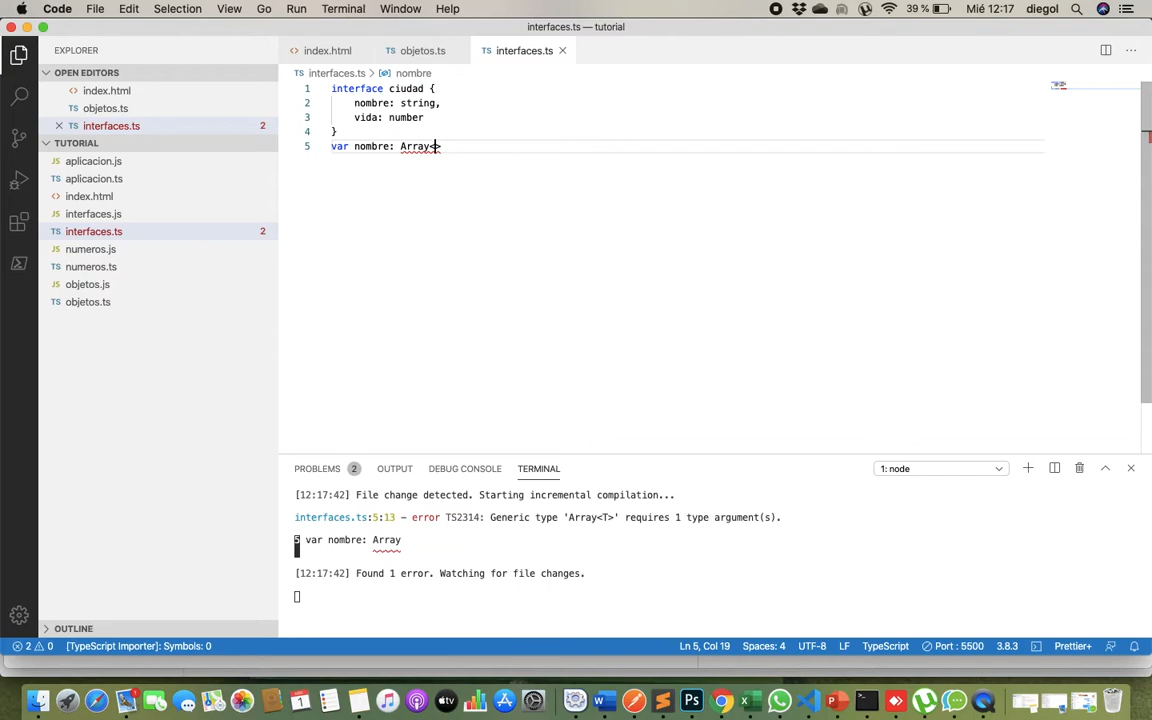 Code File Edit Selection View Go Run Terminal Window Help 39 % Mié 12:17 diegol
interfaces.ts — tutorial
EXPLORER
<> index.html TS objetos.ts TS interfaces.ts
OPEN EDITORS
TS interfaces.ts > nombre
<> index.html
TS objetos.ts
TS interfaces.ts 2
TUTORIAL
JS aplicacion.js
TS aplicacion.ts
<> index.html
JS interfaces.js
TS interfaces.ts 2
JS numeros.js
TS numeros.ts
JS objetos.js
TS objetos.ts
OUTLINE
1 interface ciudad {
2 nombre: string,
3 vida: number
4 }
5 var nombre: Array<>
PROBLEMS 2 OUTPUT DEBUG CONSOLE TERMINAL 1: node
[12:17:42] File change detected. Starting incremental compilation...
interfaces.ts:5:13 – error TS2314: Generic type 'Array<T>' requires 1 type argument(s).
5 var nombre: Array
[12:17:42] Found 1 error. Watching for file changes.
2 0 [TypeScript Importer]: Symbols: 0 Ln 5, Col 19 Spaces: 4 UTF-8 LF TypeScript Port : 5500 3.8.3 Prettier+